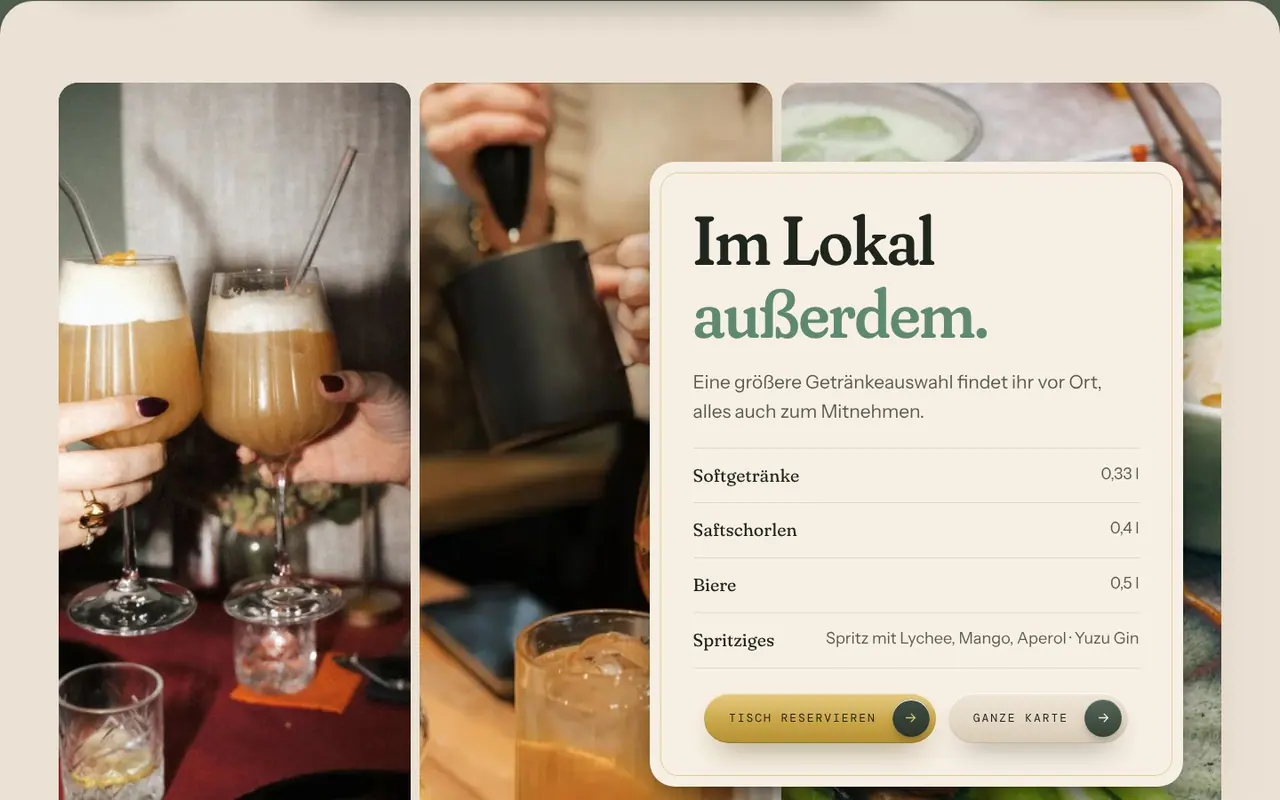 Im Lokal
außerdem.
Eine größere Getränkeauswahl findet ihr vor Ort,
alles auch zum Mitnehmen.
Softgetränke 0,33 l
Saftschorlen 0,4 l
Biere 0,5 l
Spritziges Spritz mit Lychee, Mango, Aperol · Yuzu Gin
TISCH RESERVIEREN → GANZE KARTE →